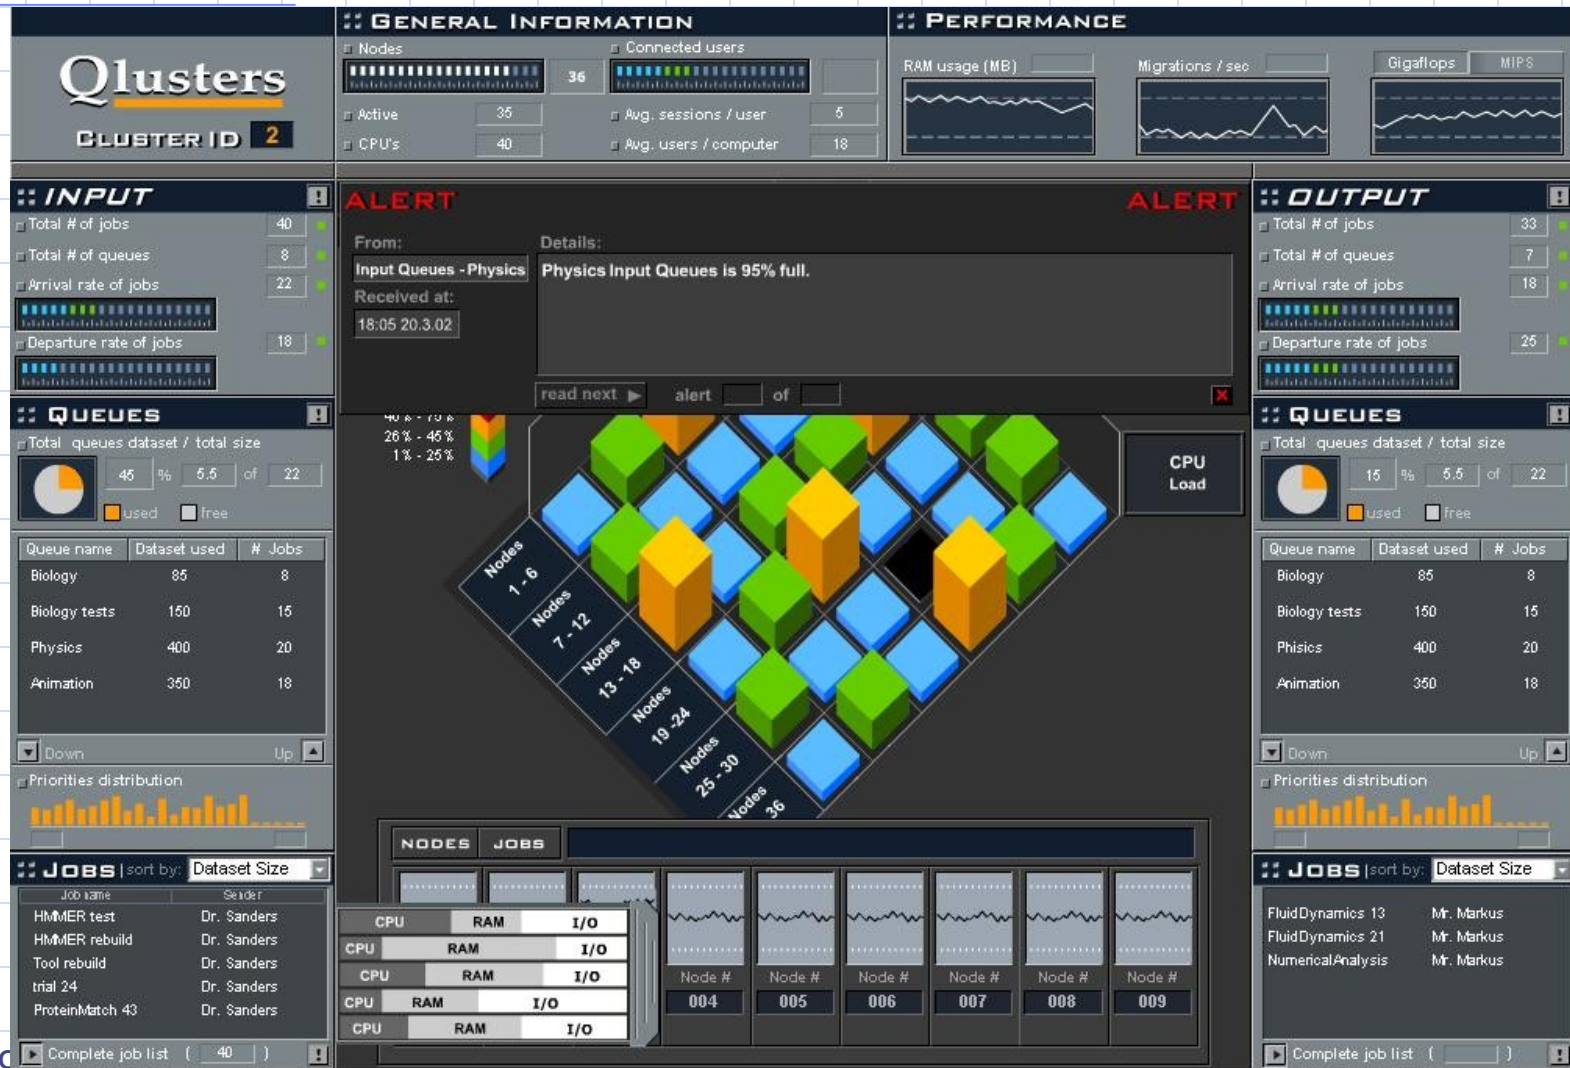 Qlusters
CLUSTER ID 2
:: GENERAL INFORMATION
Nodes
36
Connected users
Active 35
Avg. sessions / user 5
CPU's 40
Avg. users / computer 18
:: PERFORMANCE
RAM usage (MB)
Migrations / sec
Gigaflops MIPS
:: INPUT !
Total # of jobs 40
Total # of queues 8
Arrival rate of jobs 22
Departure rate of jobs 18
:: QUEUES !
Total queues dataset / total size
45 % 5.5 of 22
used free
Queue name Dataset used # Jobs
Biology 85 8
Biology tests 150 15
Physics 400 20
Animation 350 18
Down Up
Priorities distribution
:: JOBS | sort by: Dataset Size
Job name Sender
HMMER test Dr. Sanders
HMMER rebuild Dr. Sanders
Tool rebuild Dr. Sanders
trial 24 Dr. Sanders
ProteinMatch 43 Dr. Sanders
Complete job list ( 40 ) !
ALERT ALERT
From:
Input Queues - Physics
Received at:
18:05 20.3.02
Details:
Physics Input Queues is 95% full.
read next alert of
X
26% - 45%
1% - 25%
CPU
Load
Nodes
1 - 6
Nodes
7 - 12
Nodes
13 - 18
Nodes
19 -24
Nodes
25 - 30
Nodes
36
NODES JOBS
CPU RAM I/O
CPU RAM I/O
CPU RAM I/O
CPU RAM I/O
CPU RAM I/O
Node # Node # Node # Node # Node # Node #
004 005 006 007 008 009
:: OUTPUT !
Total # of jobs 33
Total # of queues 7
Arrival rate of jobs 18
Departure rate of jobs 25
:: QUEUES !
Total queues dataset / total size
15 % 5.5 of 22
used free
Queue name Dataset used # Jobs
Biology 85 8
Biology tests 150 15
Phisics 400 20
Animation 350 18
Down Up
Priorities distribution
:: JOBS | sort by: Dataset Size
FluidDynamics 13 Mr. Markus
FluidDynamics 21 Mr. Markus
NumericalAnalysis Mr. Markus
Complete job list ( ) !